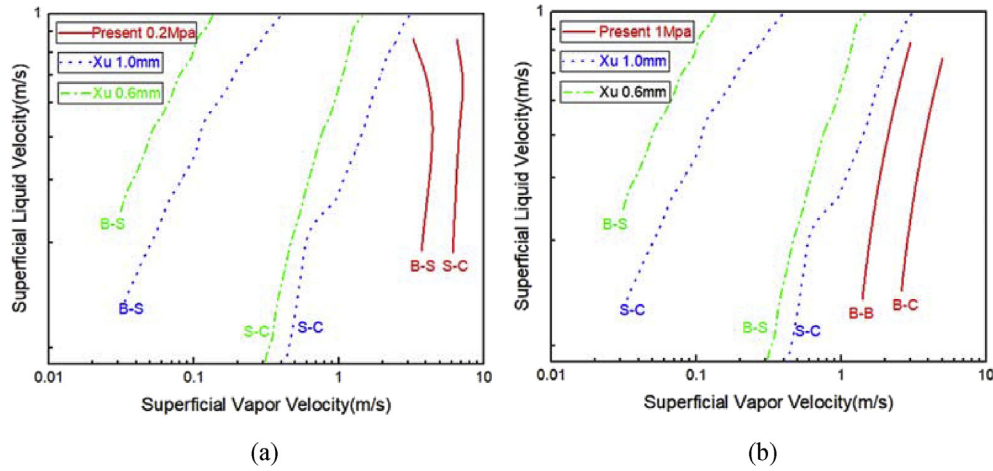 1
Present 0.2Mpa
Xu 1.0mm
Xu 0.6mm
Superficial Liquid Velocity(m/s)
B-S
B-S
S-C
S-C
B-S
S-C
0.01
0.1
1
10
Superficial Vapor Velocity(m/s)
(a)
1
Present 1Mpa
Xu 1.0mm
Xu 0.6mm
Superficial Liquid Velocity(m/s)
B-S
S-C
B-S
S-C
B-B
B-C
0.01
0.1
1
10
Superficial Vapor Velocity(m/s)
(b)